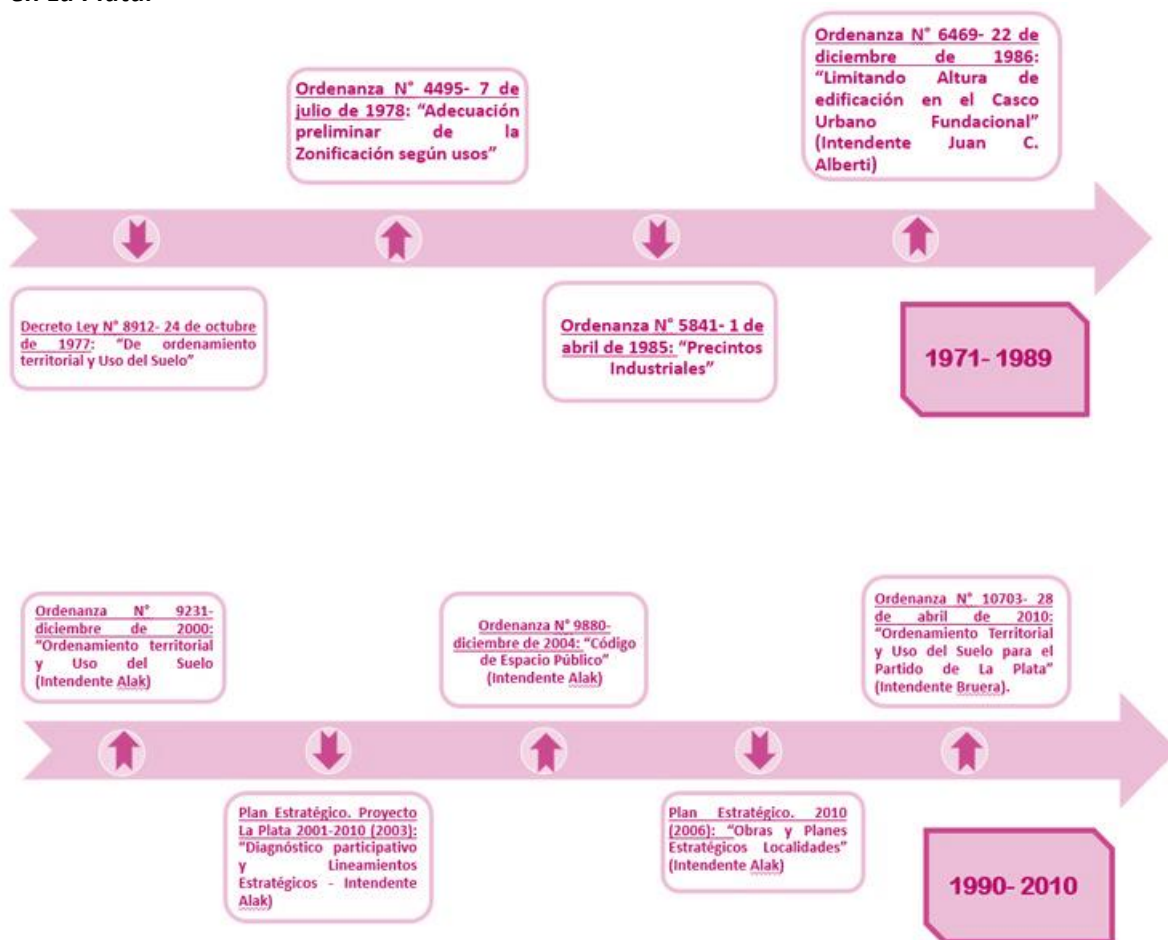 en La Plata.
Ordenanza N° 6469- 22 de
diciembre de 1986:
“Limitando Altura de
edificación en el Casco
Urbano Fundacional”
(Intendente Juan C.
Alberti)
Ordenanza N° 4495- 7 de
julio de 1978: “Adecuación
preliminar de la
Zonificación según usos”
Decreto Ley N° 8912- 24 de octubre
de 1977: “De ordenamiento
territorial y Uso del Suelo”
Ordenanza N° 5841- 1 de
abril de 1985: “Precintos
Industriales”
1971- 1989
Ordenanza N° 9231-
diciembre de 2000:
“Ordenamiento territorial
y Uso del Suelo
(Intendente Alak)
Ordenanza N° 9880-
diciembre de 2004: “Código
de Espacio Público”
(Intendente Alak)
Ordenanza N° 10703- 28
de abril de 2010:
“Ordenamiento Territorial
y Uso del Suelo para el
Partido de La Plata”
(Intendente Bruera).
Plan Estratégico. Proyecto
La Plata 2001-2010 (2003):
“Diagnóstico participativo
y Lineamientos
Estratégicos - Intendente
Alak)
Plan Estratégico. 2010
(2006): “Obras y Planes
Estratégicos Localidades”
(Intendente Alak)
1990- 2010